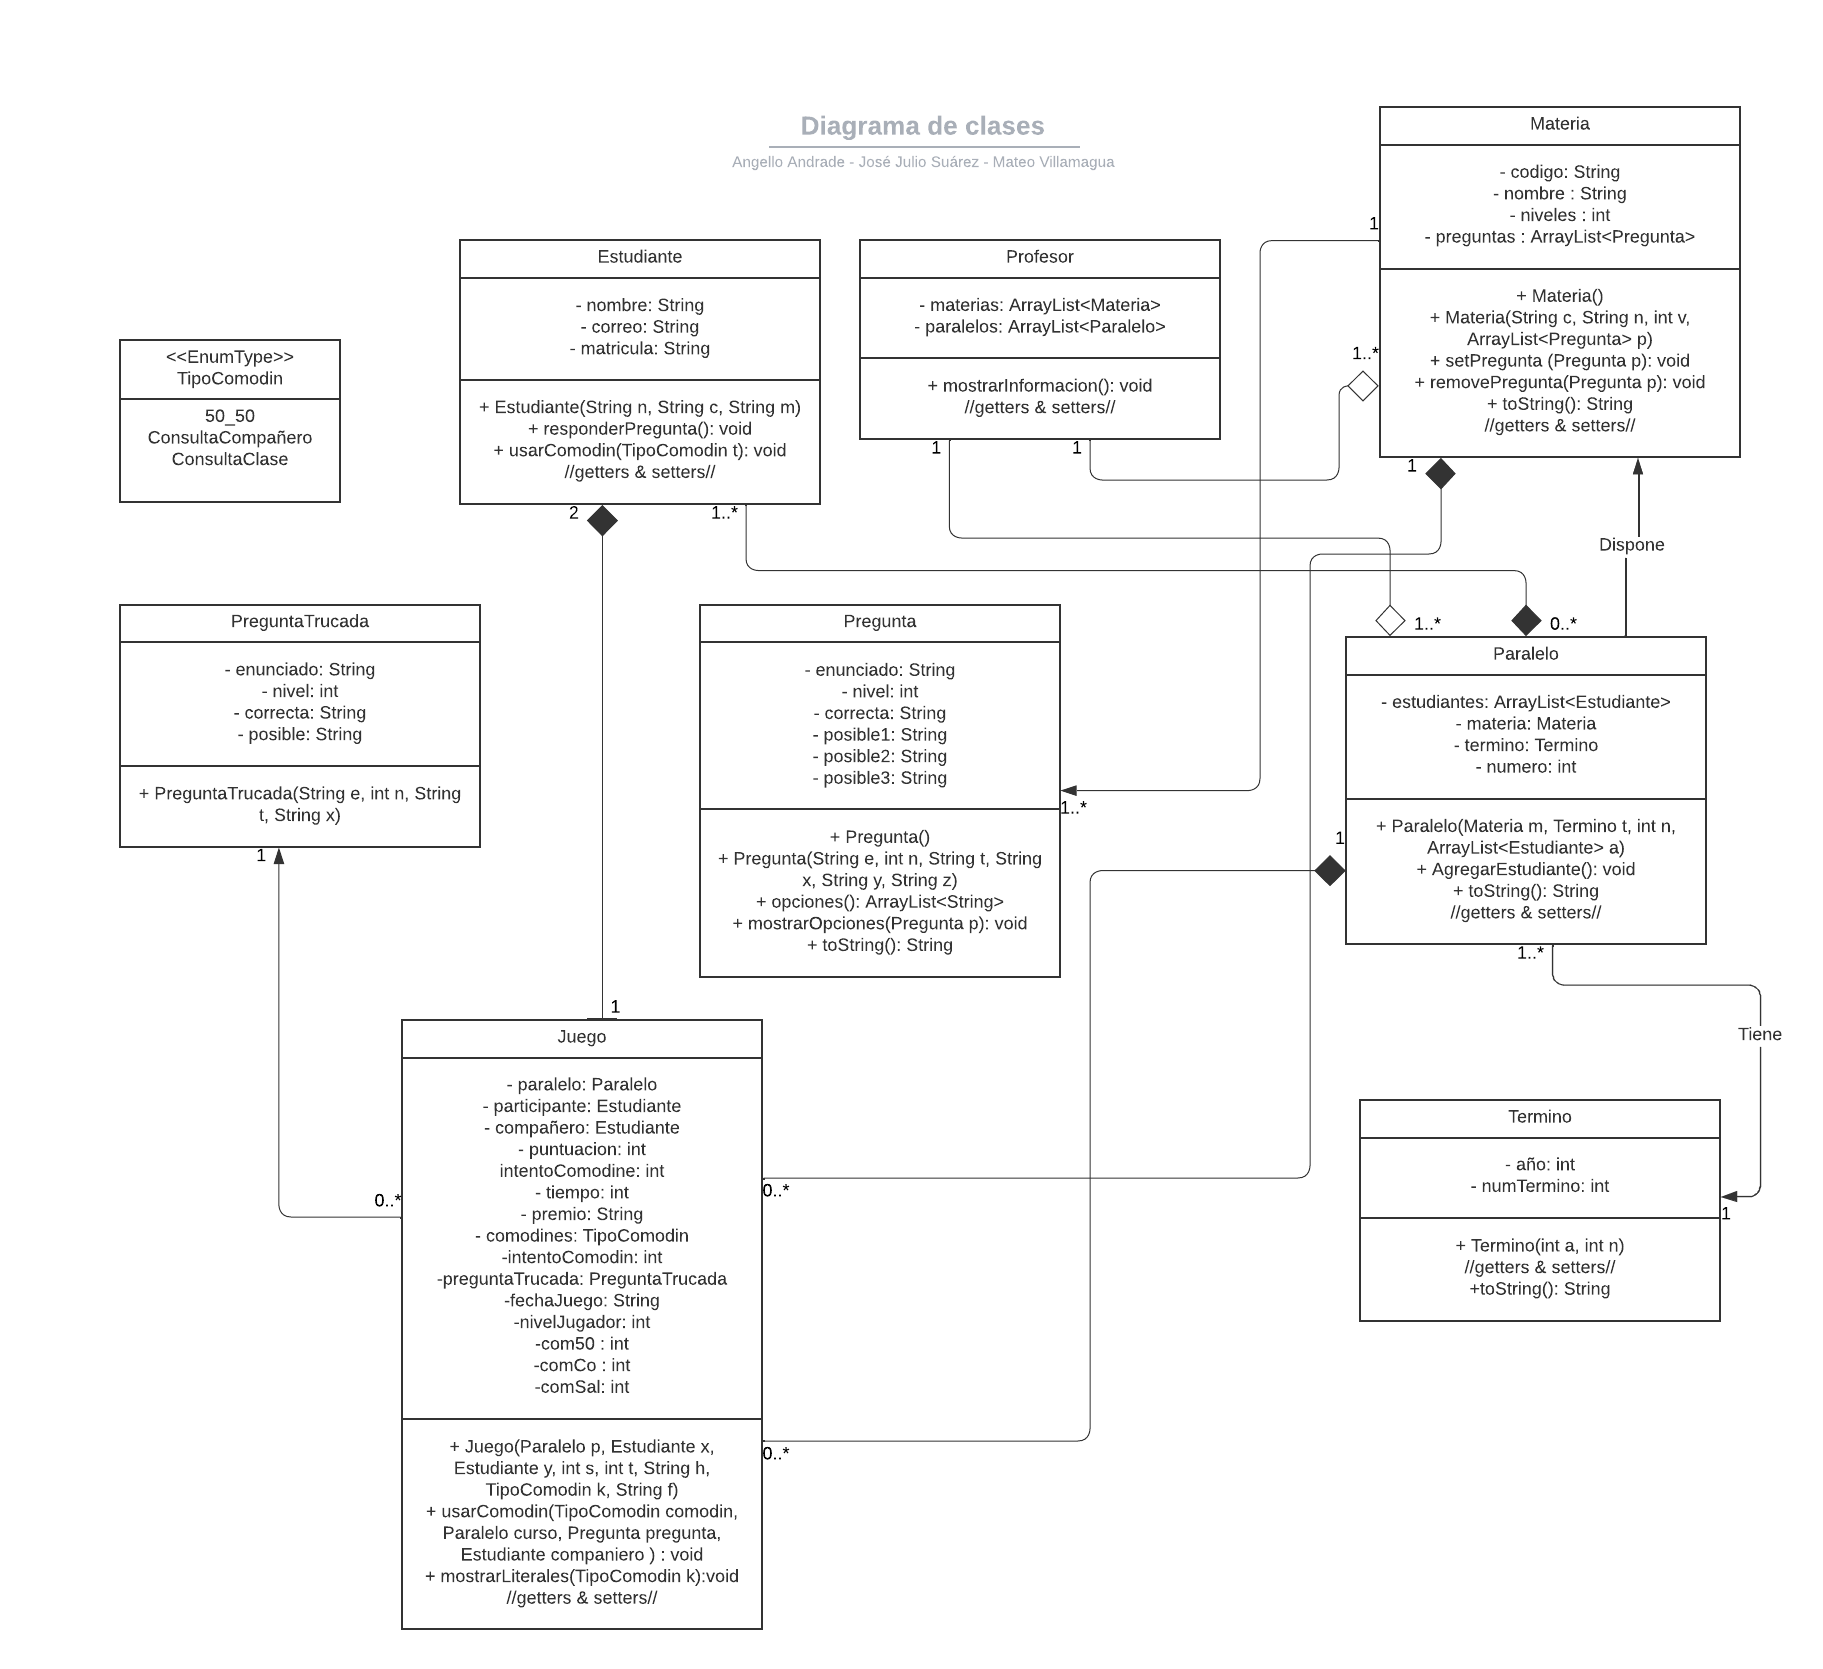 Diagrama de clases
Angello Andrade - José Julio Suárez - Mateo Villamagua
Materia
- codigo: String
- nombre : String
- niveles : int
- preguntas : ArrayList<Pregunta>
+ Materia()
+ Materia(String c, String n, int v,
ArrayList<Pregunta> p)
+ setPregunta (Pregunta p): void
+ removePregunta(Pregunta p): void
+ toString(): String
//getters & setters//
1
1..*
1
Estudiante
- nombre: String
- correo: String
- matricula: String
+ Estudiante(String n, String c, String m)
+ responderPregunta(): void
+ usarComodin(TipoComodin t): void
//getters & setters//
2
1..*
Profesor
- materias: ArrayList<Materia>
- paralelos: ArrayList<Paralelo>
+ mostrarInformacion(): void
//getters & setters//
1
1
<<EnumType>>
TipoComodin
50_50
ConsultaCompañero
ConsultaClase
Dispone
PreguntaTrucada
- enunciado: String
- nivel: int
- correcta: String
- posible: String
+ PreguntaTrucada(String e, int n, String
t, String x)
1
Pregunta
- enunciado: String
- nivel: int
- correcta: String
- posible1: String
- posible2: String
- posible3: String
+ Pregunta()
+ Pregunta(String e, int n, String t, String
x, String y, String z)
+ opciones(): ArrayList<String>
+ mostrarOpciones(Pregunta p): void
+ toString(): String
1..*
1..*
0..*
Paralelo
- estudiantes: ArrayList<Estudiante>
- materia: Materia
- termino: Termino
- numero: int
+ Paralelo(Materia m, Termino t, int n,
ArrayList<Estudiante> a)
+ AgregarEstudiante(): void
+ toString(): String
//getters & setters//
1
1..*
Tiene
1
Juego
- paralelo: Paralelo
- participante: Estudiante
- compañero: Estudiante
- puntuacion: int
intentoComodine: int
- tiempo: int
- premio: String
- comodines: TipoComodin
-intentoComodin: int
-preguntaTrucada: PreguntaTrucada
-fechaJuego: String
-nivelJugador: int
-com50 : int
-comCo : int
-comSal: int
+ Juego(Paralelo p, Estudiante x,
Estudiante y, int s, int t, String h,
TipoComodin k, String f)
+ usarComodin(TipoComodin comodin,
Paralelo curso, Pregunta pregunta,
Estudiante companiero ) : void
+ mostrarLiterales(TipoComodin k):void
//getters & setters//
0..*
0..*
0..*
Termino
- año: int
- numTermino: int
+ Termino(int a, int n)
//getters & setters//
+toString(): String
1